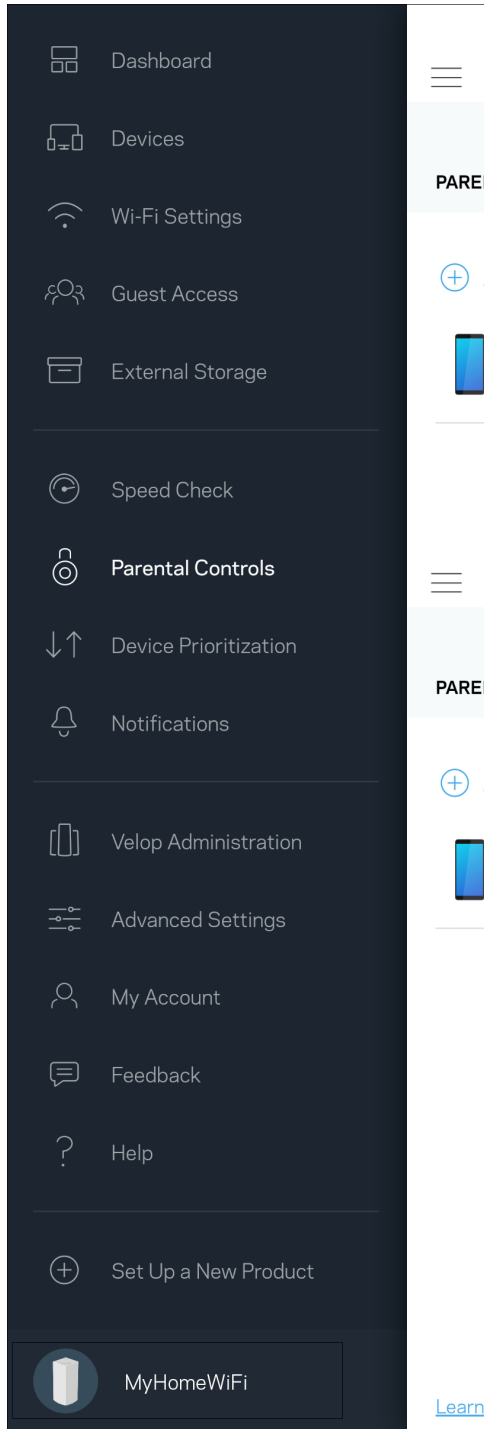 Dashboard
Devices
Wi-Fi Settings
Guest Access
External Storage
Speed Check
Parental Controls
Device Prioritization
Notifications
Velop Administration
Advanced Settings
My Account
Feedback
Help
Set Up a New Product
MyHomeWiFi
PARE
PARE
Learn